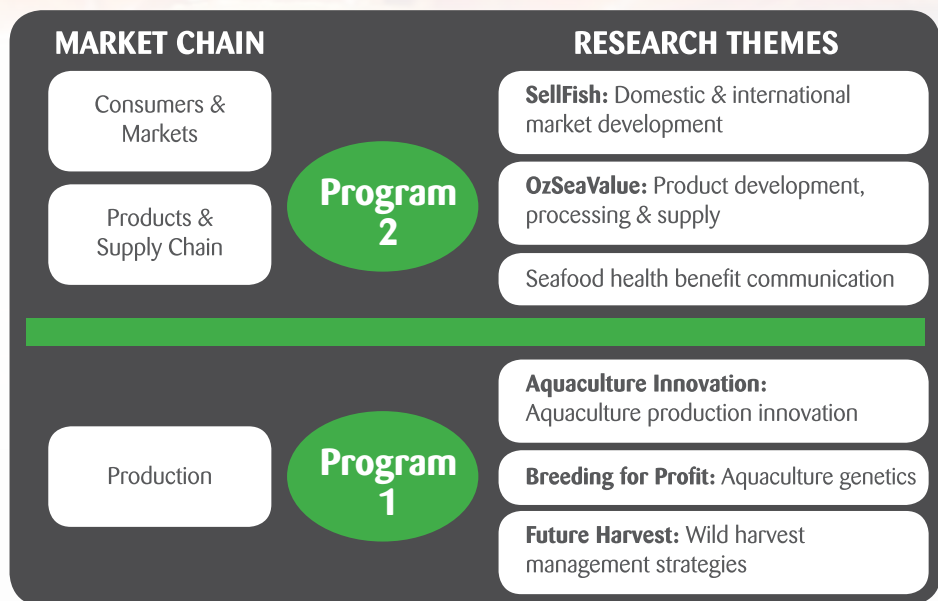 MARKET CHAIN
RESEARCH THEMES
Consumers &
Markets
Products &
Supply Chain
Program
2
SellFish: Domestic & international
market development
OzSeaValue: Product development,
processing & supply
Seafood health benefit communication
Production
Program
1
Aquaculture Innovation:
Aquaculture production innovation
Breeding for Profit: Aquaculture genetics
Future Harvest: Wild harvest
management strategies